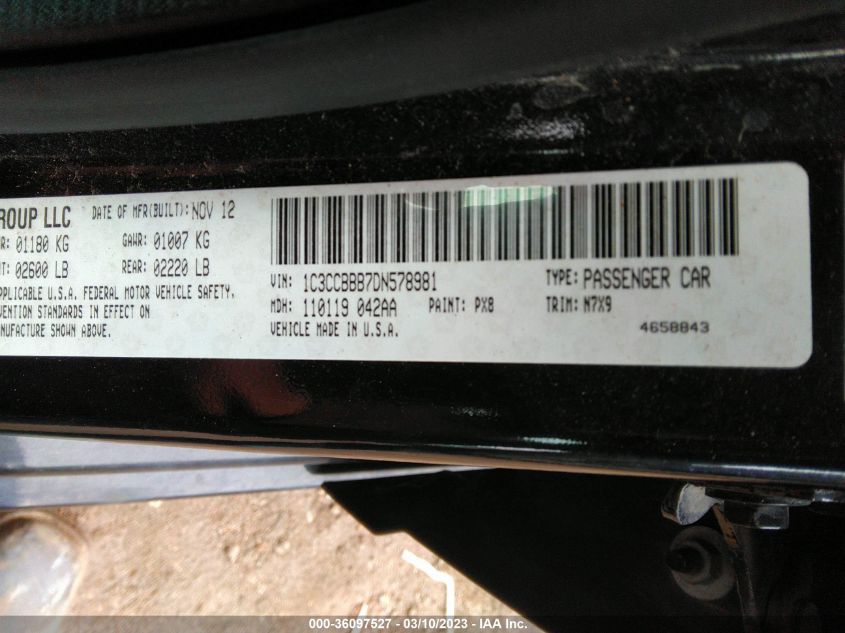 ROUP LLC DATE OF MFR(BUILT): NOV 12
R: 01180 KG GAWR: 01007 KG
T: 02600 LB REAR: 02220 LB
PPLICABLE U.S.A. FEDERAL MOTOR VEHICLE SAFETY,
VENTION STANDARDS IN EFFECT ON
NUFACTURE SHOWN ABOVE.
VIN: 1C3CCBBB7DN578981 TYPE: PASSENGER CAR
MDH: 110119 042AA PAINT: PX8 TRIM: N7X9
VEHICLE MADE IN U.S.A. 4658843
000-36097527 - 03/10/2023 - IAA Inc.